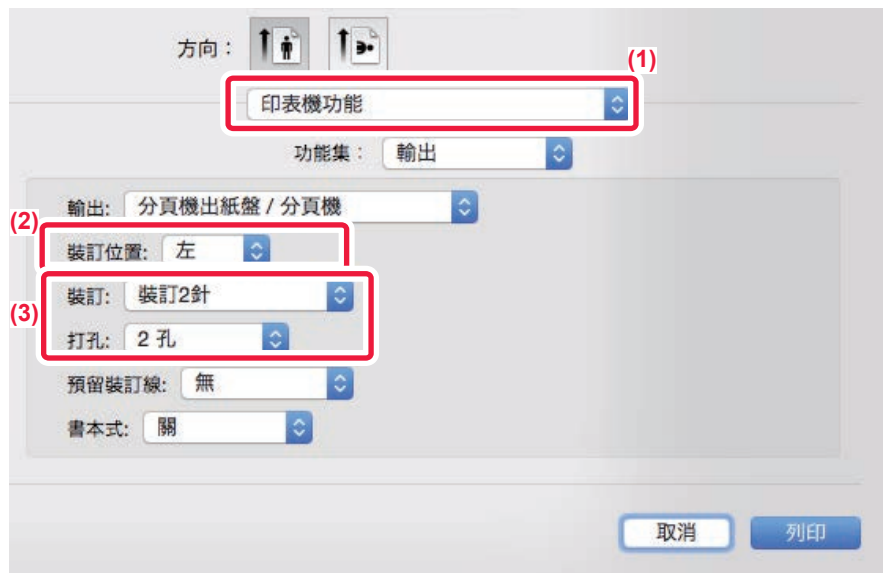 方向：
(1)
印表機功能
功能集： 輸出
輸出: 分頁機出紙盤 / 分頁機
(2)
裝訂位置: 左
(3)
裝訂: 裝訂2針
打孔: 2 孔
預留裝訂線: 無
書本式: 關
取消 列印